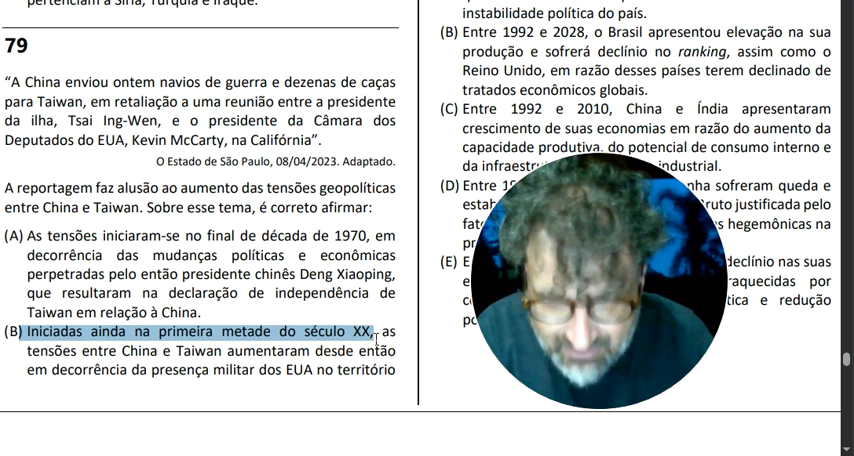 pertenciam à Síria, Turquia e Iraque.
79
“A China enviou ontem navios de guerra e dezenas de caças
para Taiwan, em retaliação a uma reunião entre a presidente
da ilha, Tsai Ing-Wen, e o presidente da Câmara dos
Deputados do EUA, Kevin McCarty, na Califórnia”.
O Estado de São Paulo, 08/04/2023. Adaptado.
A reportagem faz alusão ao aumento das tensões geopolíticas
entre China e Taiwan. Sobre esse tema, é correto afirmar:
(A) As tensões iniciaram-se no final de década de 1970, em
decorrência das mudanças políticas e econômicas
perpetradas pelo então presidente chinês Deng Xiaoping,
que resultaram na declaração de independência de
Taiwan em relação à China.
(B) Iniciadas ainda na primeira metade do século XX, as
tensões entre China e Taiwan aumentaram desde então
em decorrência da presença militar dos EUA no território
instabilidade política do país.
(B) Entre 1992 e 2028, o Brasil apresentou elevação na sua
produção e sofrerá declínio no ranking, assim como o
Reino Unido, em razão desses países terem declinado de
tratados econômicos globais.
(C) Entre 1992 e 2010, China e Índia apresentaram
crescimento de suas economias em razão do aumento da
capacidade produtiva, do potencial de consumo interno e
da industrial.
(D) Entre sofreram queda e
justificada pelo
hegemônicas na
(E) declínio nas suas
por
e redução